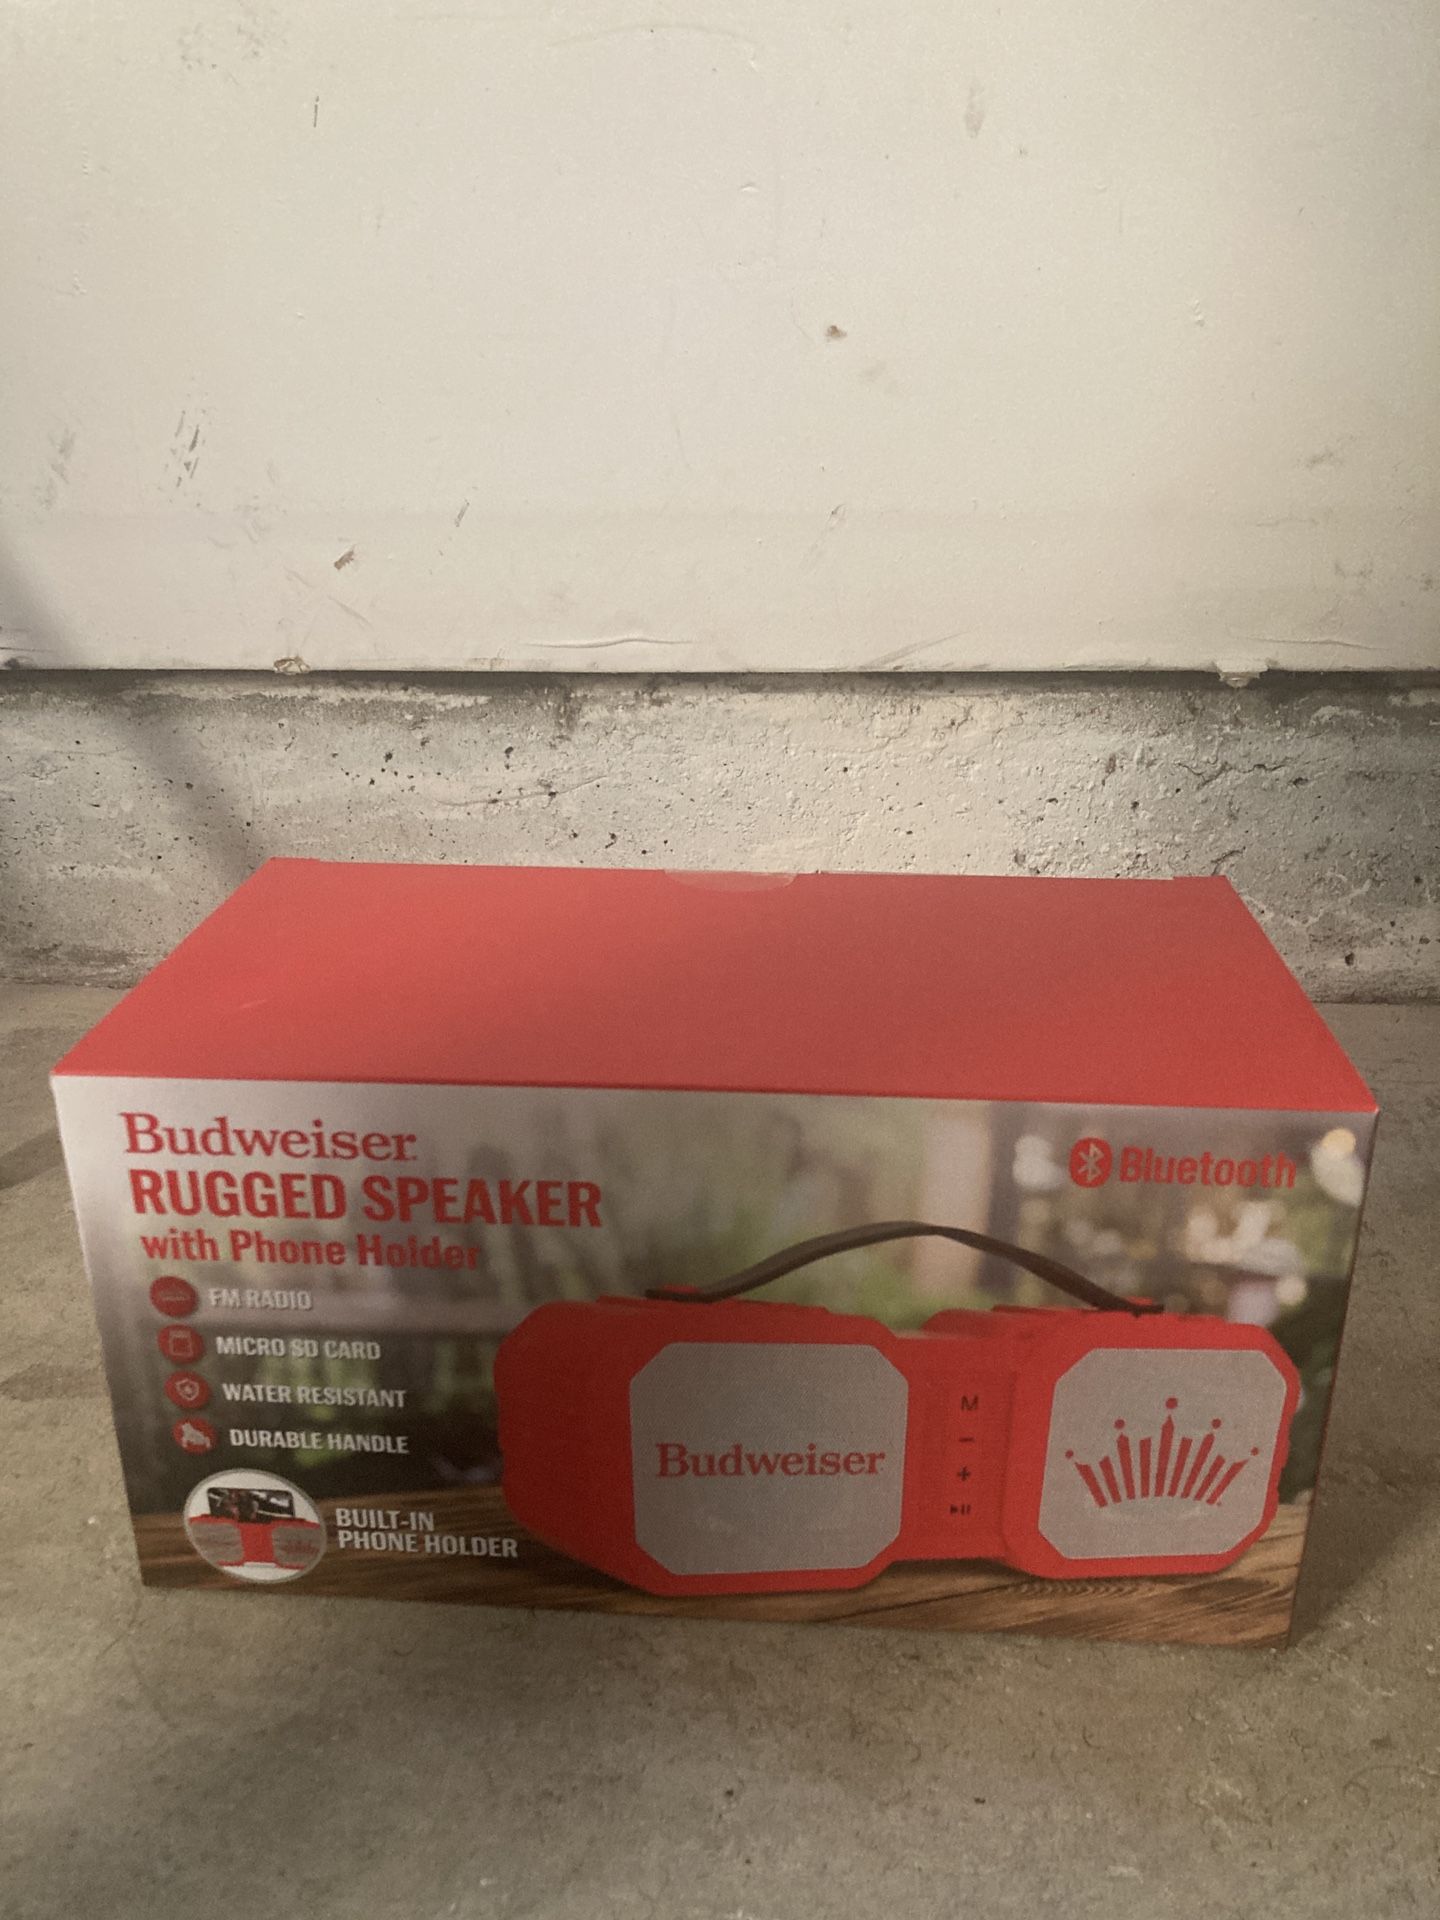 Budweiser
RUGGED SPEAKER
with Phone Holder
FM RADIO
MICRO SD CARD
WATER RESISTANT
DURABLE HANDLE
BUILT-IN
PHONE HOLDER
Bluetooth
Budweiser
M
-
+